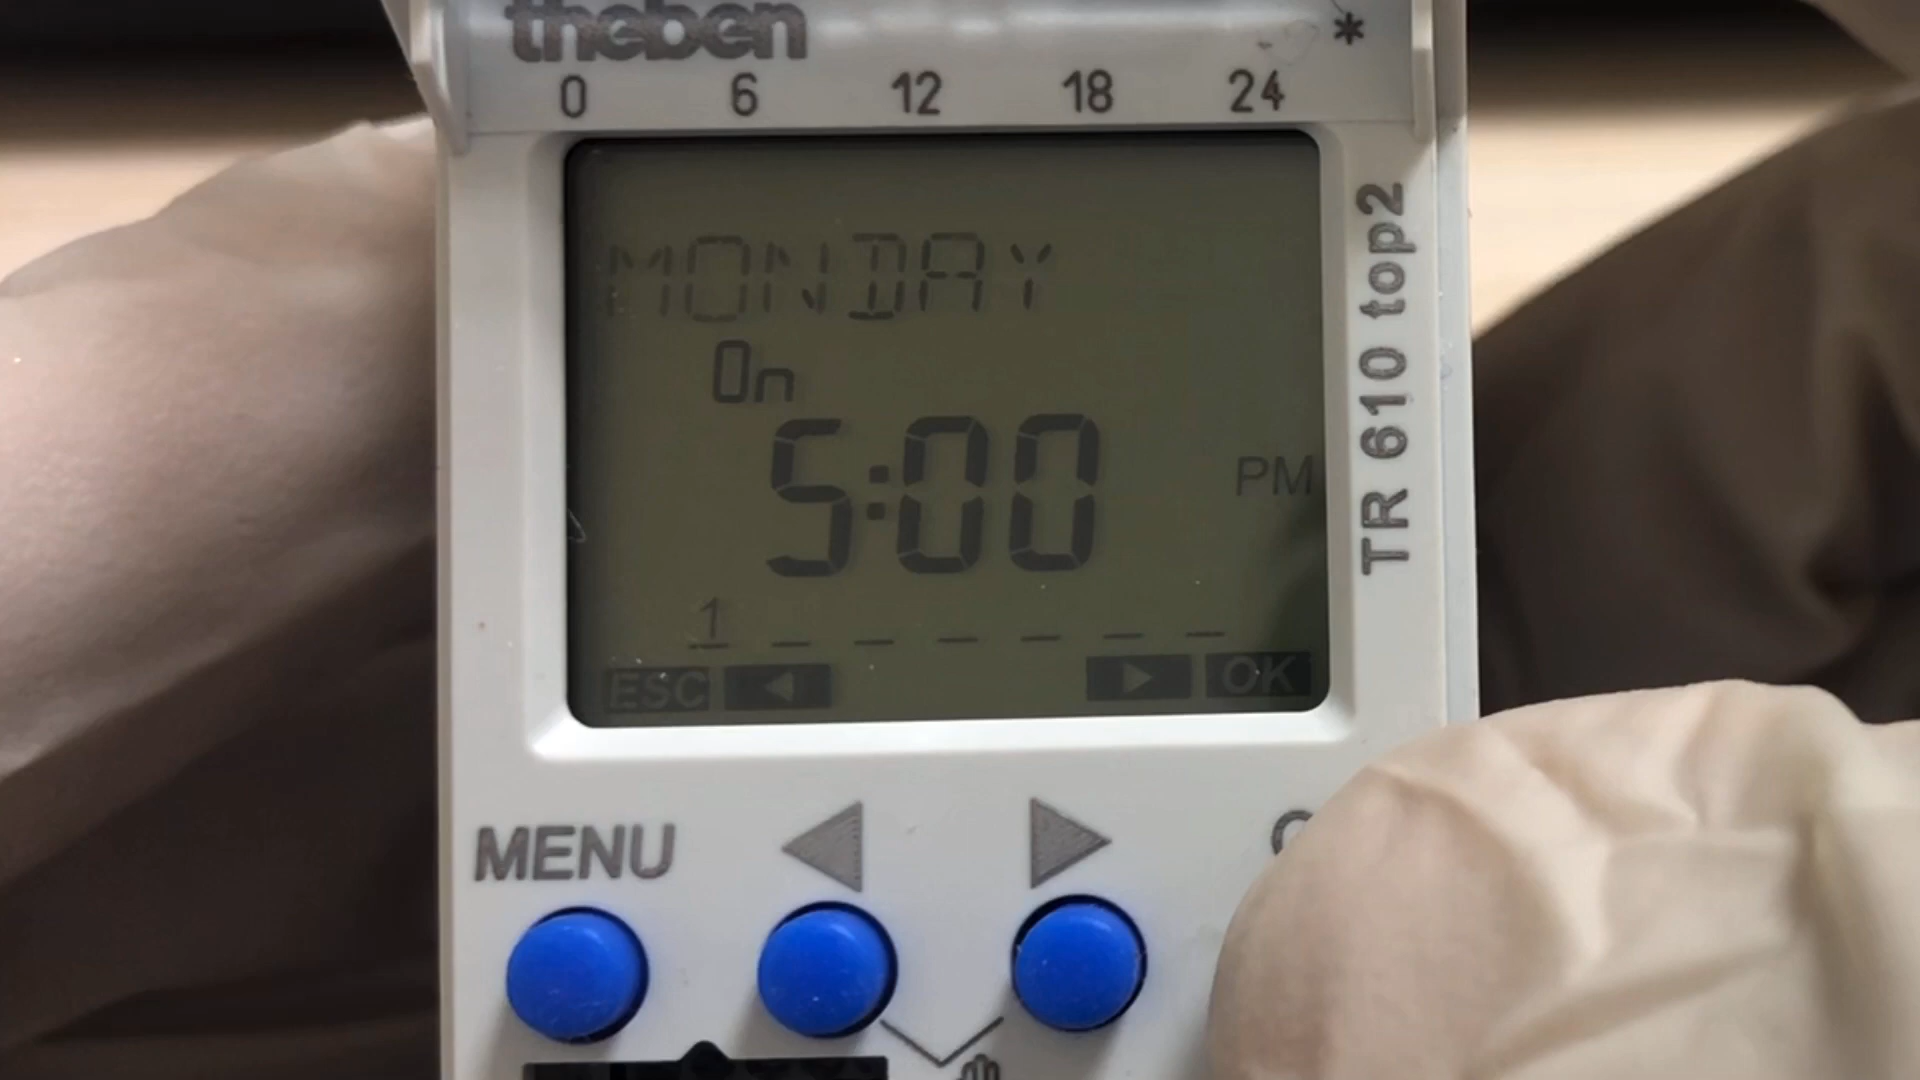 theben
*
0 6 12 18 24
MONDAY
On
5:00 PM
1 _ _ _ _ _ _
ESC ◀ ▶ OK
TR 610 top2
MENU ◀ ▶